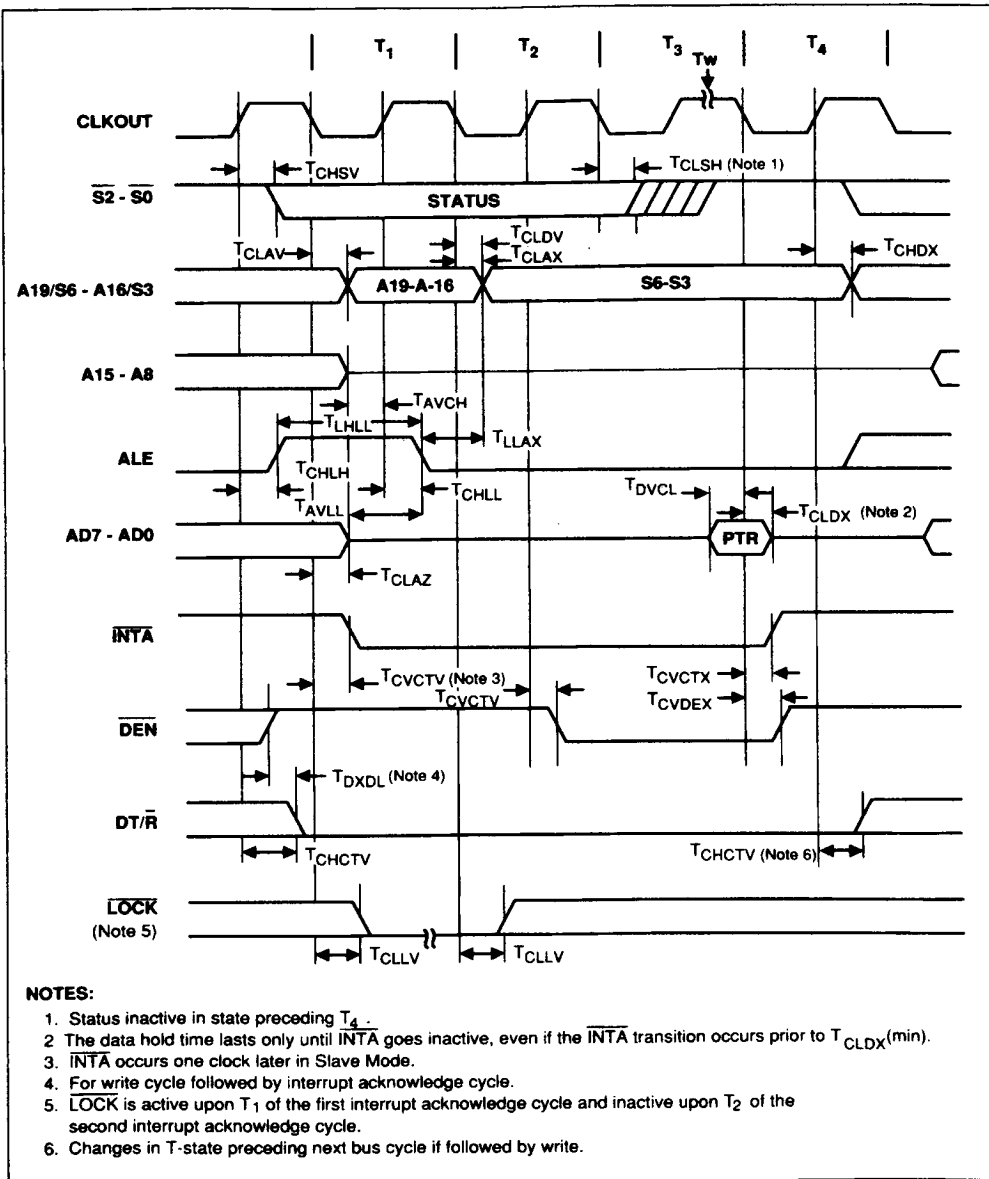 T1 T2 T3 T4
Tw
CLKOUT
TCHSV
TCLSH (Note 1)
S2 - S0
STATUS
TCLAV
TCLDV
TCLAX
TCHDX
A19/S6 - A16/S3
A19-A-16
S6-S3
A15 - A8
TAVCH
TLHLL
TLLAX
ALE
TCHLH
TCHLL
TDVCL
TAVLL
TCLDX (Note 2)
AD7 - AD0
PTR
TCLAZ
INTA
TCVCTV (Note 3)
TCVCTX
TCVCTV
TCVDEX
DEN
TDXDL (Note 4)
DT/R
TCHCTV
TCHCTV (Note 6)
LOCK
(Note 5)
TCLLV
TCLLV
NOTES:
1. Status inactive in state preceding T4 .
2 The data hold time lasts only until INTA goes inactive, even if the INTA transition occurs prior to TCLDX(min).
3. INTA occurs one clock later in Slave Mode.
4. For write cycle followed by interrupt acknowledge cycle.
5. LOCK is active upon T1 of the first interrupt acknowledge cycle and inactive upon T2 of the
second interrupt acknowledge cycle.
6. Changes in T-state preceding next bus cycle if followed by write.